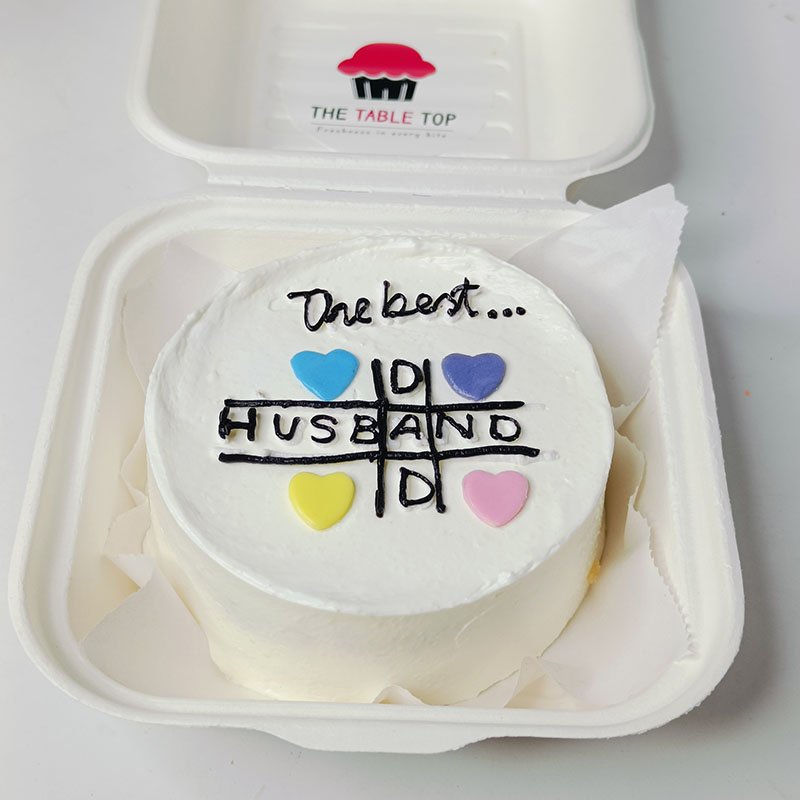 THE TABLE TOP
Freshness in every bite
The best...
D
HUSBAND
D